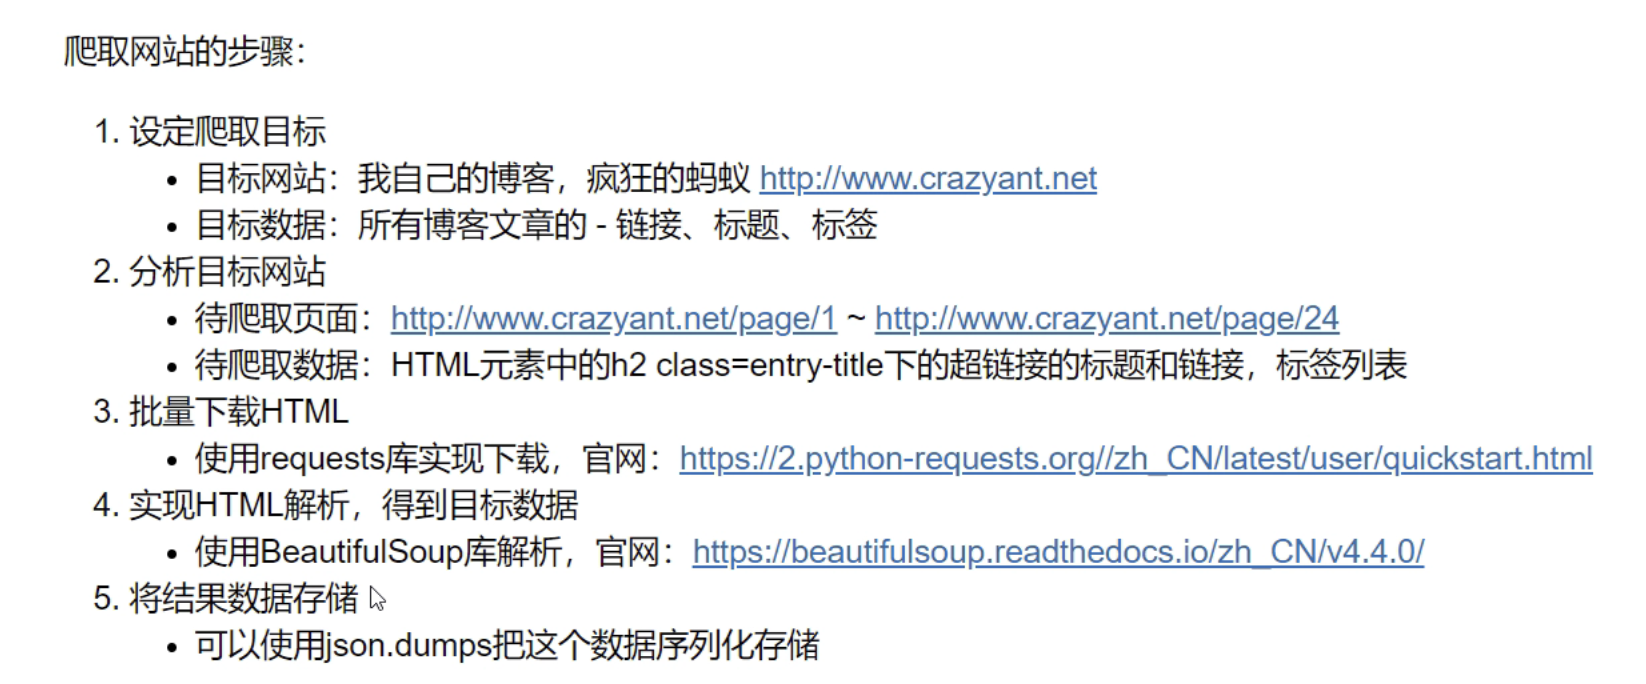 爬取网站的步骤：
1. 设定爬取目标
• 目标网站：我自己的博客，疯狂的蚂蚁 http://www.crazyant.net
• 目标数据：所有博客文章的 - 链接、标题、标签
2. 分析目标网站
• 待爬取页面：http://www.crazyant.net/page/1 ~ http://www.crazyant.net/page/24
• 待爬取数据：HTML元素中的h2 class=entry-title下的超链接的标题和链接，标签列表
3. 批量下载HTML
• 使用requests库实现下载，官网：https://2.python-requests.org//zh_CN/latest/user/quickstart.html
4. 实现HTML解析，得到目标数据
• 使用BeautifulSoup库解析，官网：https://beautifulsoup.readthedocs.io/zh_CN/v4.4.0/
5. 将结果数据存储
• 可以使用json.dumps把这个数据序列化存储